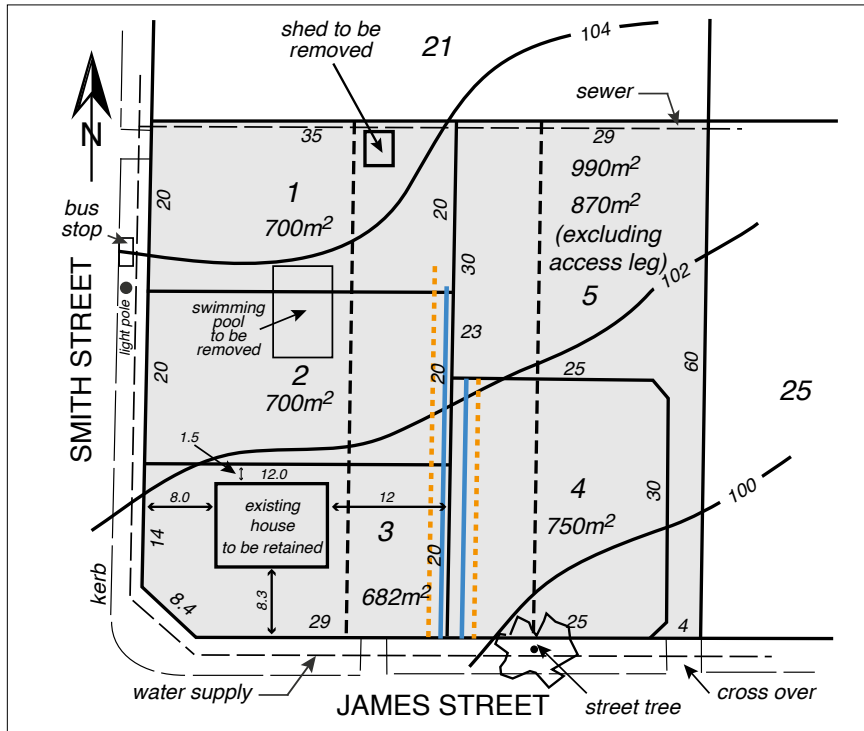 shed to be
removed
21
104
sewer
N
35
29
990m²
870m²
(excluding
access leg)
5
1
700m²
20
20
30
bus
stop
102
light pole
SMITH STREET
swimming
pool
to be
removed
23
20
2
700m²
20
25
60
25
1.5
12.0
8.0
existing
house
to be retained
12
3
14
20
4
750m²
30
100
8.3
682m²
8.4
kerb
29
25
4
water supply
JAMES STREET
street tree
cross over